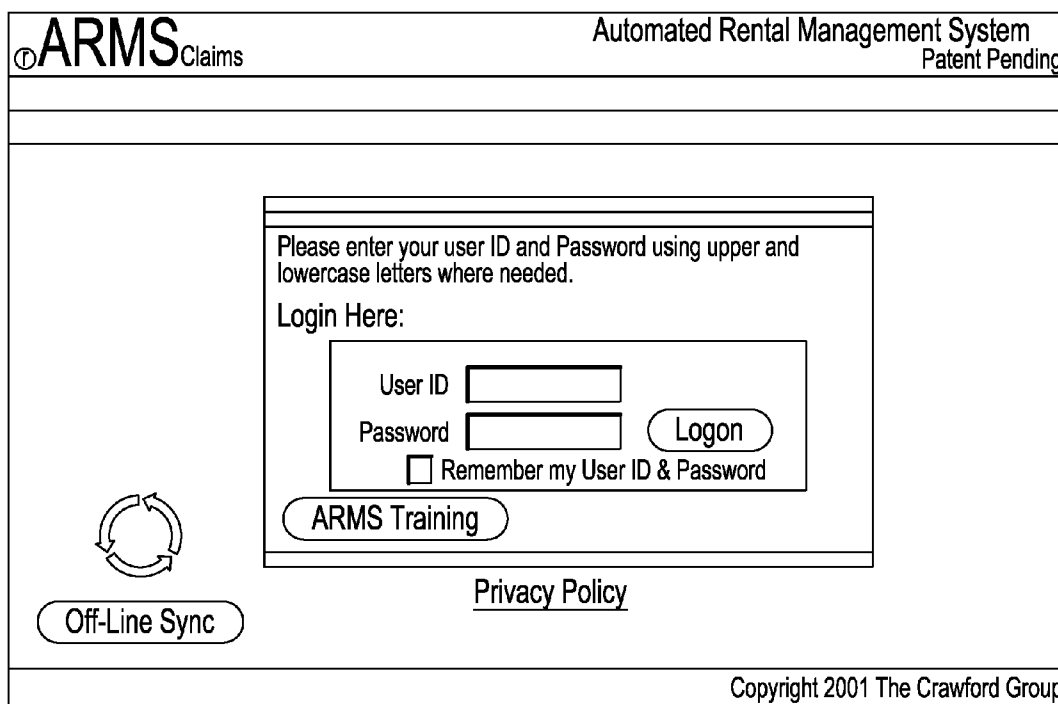 ⓡARMS Claims
Automated Rental Management System
Patent Pending
Please enter your user ID and Password using upper and
lowercase letters where needed.
Login Here:
User ID
Password
Logon
Remember my User ID & Password
ARMS Training
Privacy Policy
Off-Line Sync
Copyright 2001 The Crawford Group